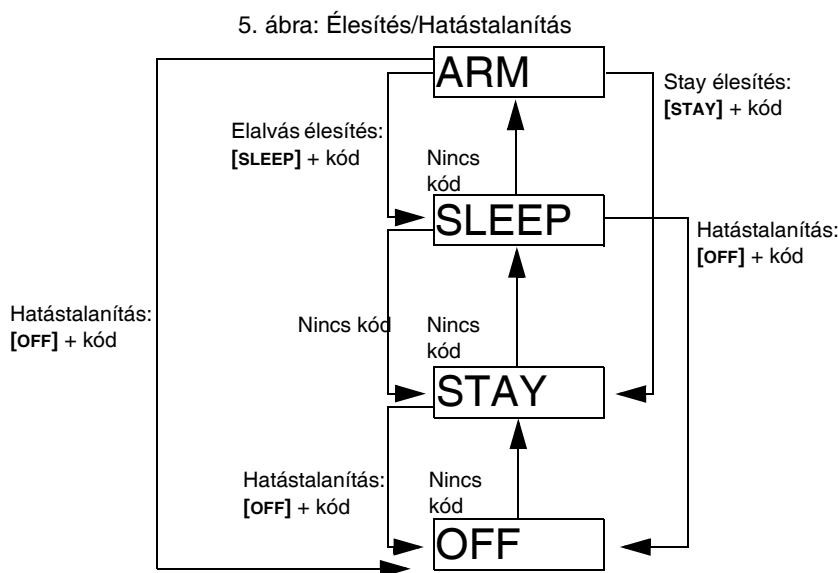 5. ábra: Élesítés/Hatástalanítás
ARM
Stay élesítés:
[STAY] + kód
Elalvás élesítés:
[SLEEP] + kód
Nincs
kód
SLEEP
Hatástalanítás:
[OFF] + kód
Hatástalanítás:
[OFF] + kód
Nincs kód
Nincs
kód
STAY
Hatástalanítás:
[OFF] + kód
Nincs
kód
OFF